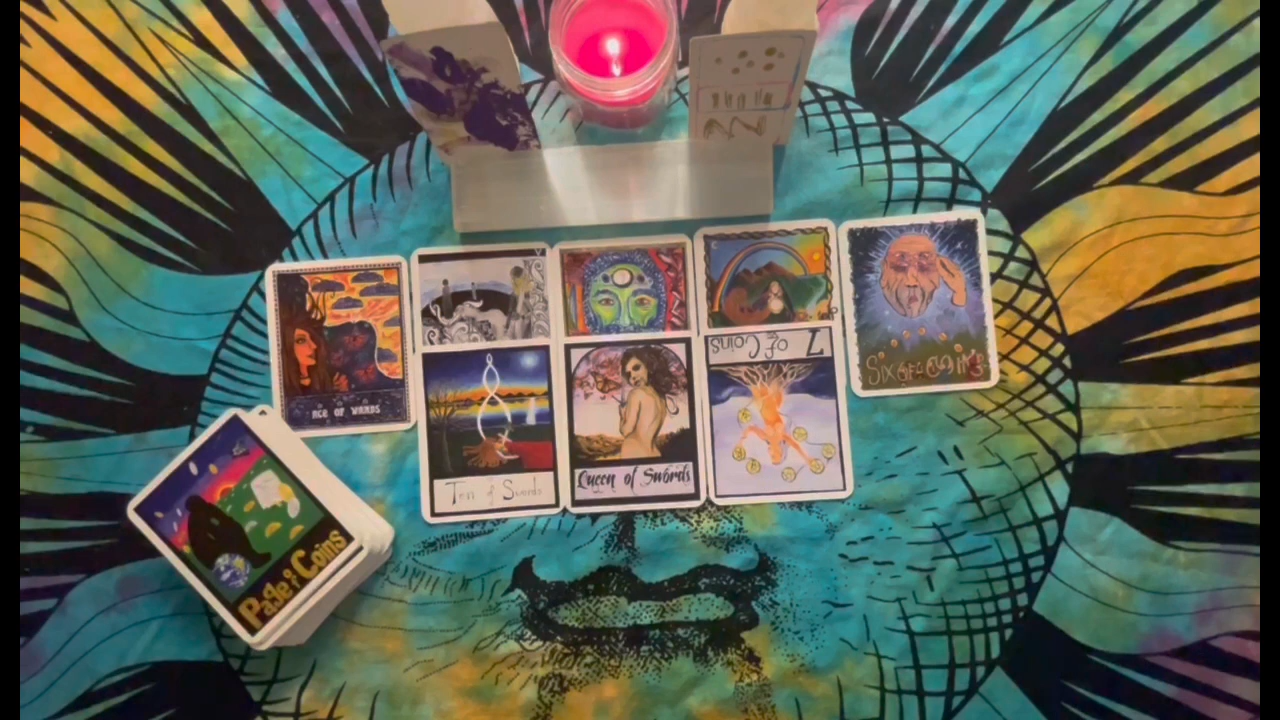 ACE OF WANDS
Ten of Swords
Queen of Swords
7 of Coins
Six of Coins
Page of Coins